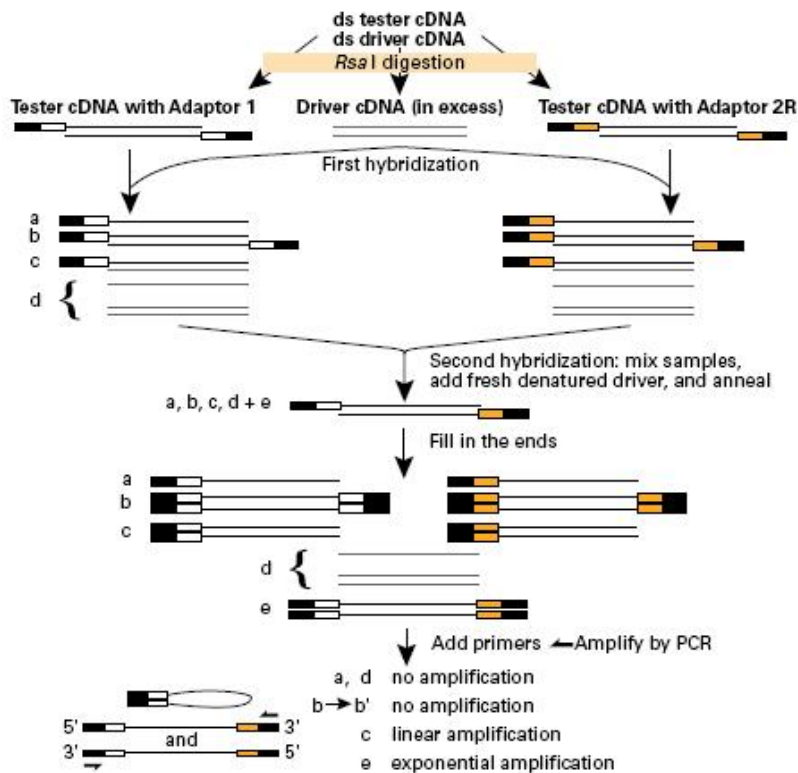 ds tester cDNA
ds driver cDNA
Rsa I digestion
Tester cDNA with Adaptor 1
Driver cDNA (in excess)
Tester cDNA with Adaptor 2R
First hybridization
a
b
c
d {
Second hybridization: mix samples,
add fresh denatured driver, and anneal
a, b, c, d + e
Fill in the ends
a
b
c
d {
e
Add primers
Amplify by PCR
a, d no amplification
b → b' no amplification
c linear amplification
e exponential amplification
5' 3'
and
3' 5'